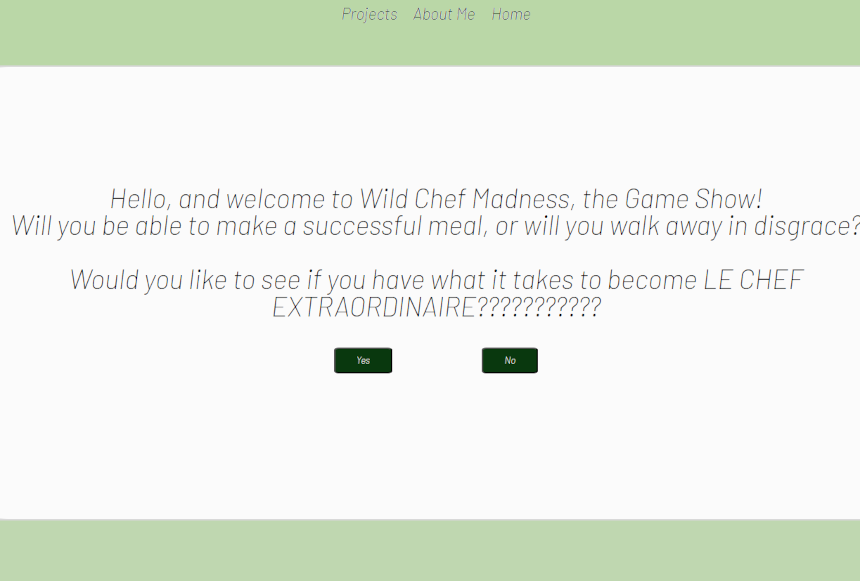 Projects About Me Home
Hello, and welcome to Wild Chef Madness, the Game Show!
Will you be able to make a successful meal, or will you walk away in disgrace?
Would you like to see if you have what it takes to become LE CHEF
EXTRAORDINAIRE???????????
Yes No